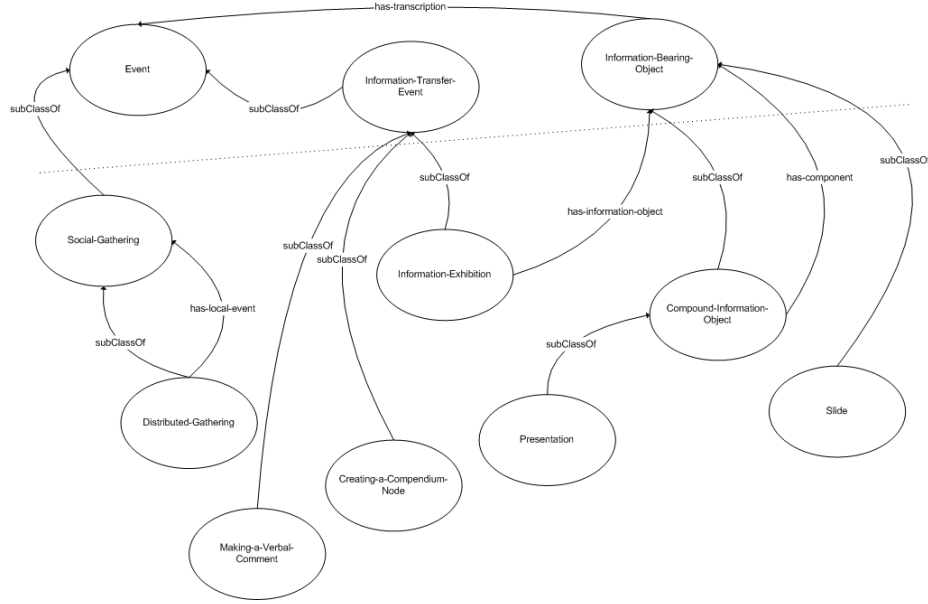 has-transcription
Event
Information-Transfer-
Event
Information-Bearing-
Object
subClassOf
subClassOf
subClassOf
subClassOf
subClassOf
has-component
has-information-object
Social-Gathering
subClassOf
subClassOf
Information-Exhibition
has-local-event
Compound-Information-
Object
subClassOf
subClassOf
Distributed-Gathering
Presentation
Slide
Creating-a-Compendium-
Node
Making-a-Verbal-
Comment